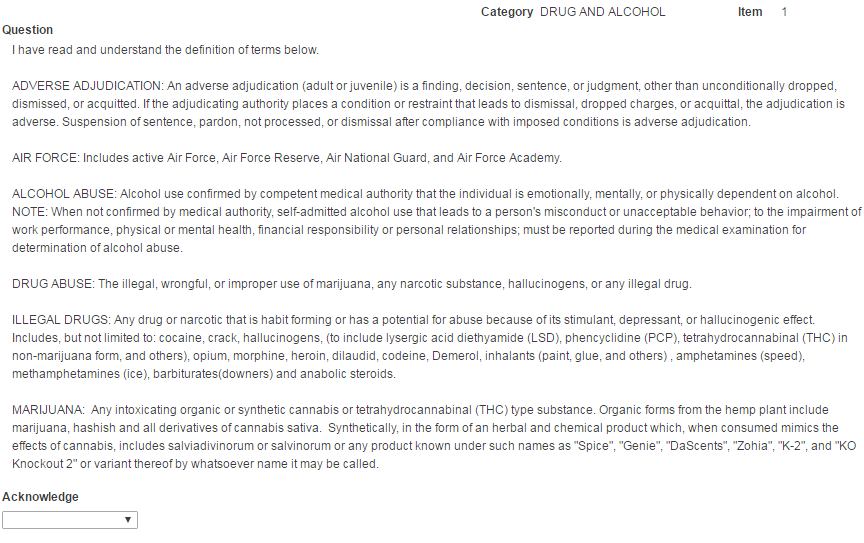 Category DRUG AND ALCOHOL Item 1
Question
I have read and understand the definition of terms below.
ADVERSE ADJUDICATION: An adverse adjudication (adult or juvenile) is a finding, decision, sentence, or judgment, other than unconditionally dropped,
dismissed, or acquitted. If the adjudicating authority places a condition or restraint that leads to dismissal, dropped charges, or acquittal, the adjudication is
adverse. Suspension of sentence, pardon, not processed, or dismissal after compliance with imposed conditions is adverse adjudication.
AIR FORCE: Includes active Air Force, Air Force Reserve, Air National Guard, and Air Force Academy.
ALCOHOL ABUSE: Alcohol use confirmed by competent medical authority that the individual is emotionally, mentally, or physically dependent on alcohol.
NOTE: When not confirmed by medical authority, self-admitted alcohol use that leads to a person's misconduct or unacceptable behavior; to the impairment of
work performance, physical or mental health, financial responsibility or personal relationships; must be reported during the medical examination for
determination of alcohol abuse.
DRUG ABUSE: The illegal, wrongful, or improper use of marijuana, any narcotic substance, hallucinogens, or any illegal drug.
ILLEGAL DRUGS: Any drug or narcotic that is habit forming or has a potential for abuse because of its stimulant, depressant, or hallucinogenic effect.
Includes, but not limited to: cocaine, crack, hallucinogens, (to include lysergic acid diethyamide (LSD), phencyclidine (PCP), tetrahydrocannabinal (THC) in
non-marijuana form, and others), opium, morphine, heroin, dilaudid, codeine, Demerol, inhalants (paint, glue, and others) , amphetamines (speed),
methamphetamines (ice), barbiturates(downers) and anabolic steroids.
MARIJUANA: Any intoxicating organic or synthetic cannabis or tetrahydrocannabinal (THC) type substance. Organic forms from the hemp plant include
marijuana, hashish and all derivatives of cannabis sativa. Synthetically, in the form of an herbal and chemical product which, when consumed mimics the
effects of cannabis, includes salviadivinorum or salvinorum or any product known under such names as "Spice", "Genie", "DaScents", "Zohia", "K-2", and "KO
Knockout 2" or variant thereof by whatsoever name it may be called.
Acknowledge